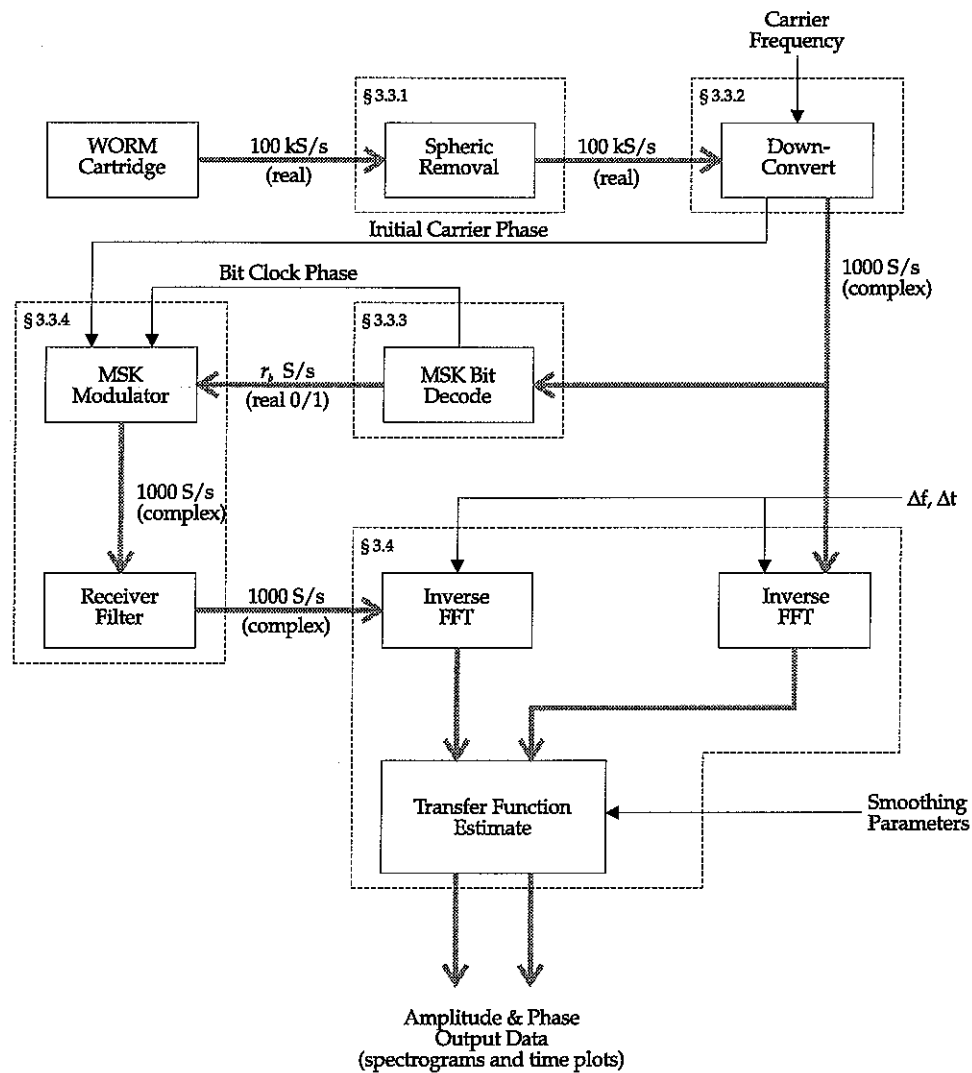 Carrier
Frequency
§ 3.3.1
§ 3.3.2
WORM
Cartridge
100 kS/s
(real)
Spheric
Removal
100 kS/s
(real)
Down-
Convert
Initial Carrier Phase
Bit Clock Phase
1000 S/s
(complex)
§ 3.3.4
§ 3.3.3
MSK
Modulator
r_b S/s
(real 0/1)
MSK Bit
Decode
1000 S/s
(complex)
Δf, Δt
§ 3.4
Receiver
Filter
1000 S/s
(complex)
Inverse
FFT
Inverse
FFT
Transfer Function
Estimate
Smoothing
Parameters
Amplitude & Phase
Output Data
(spectrograms and time plots)